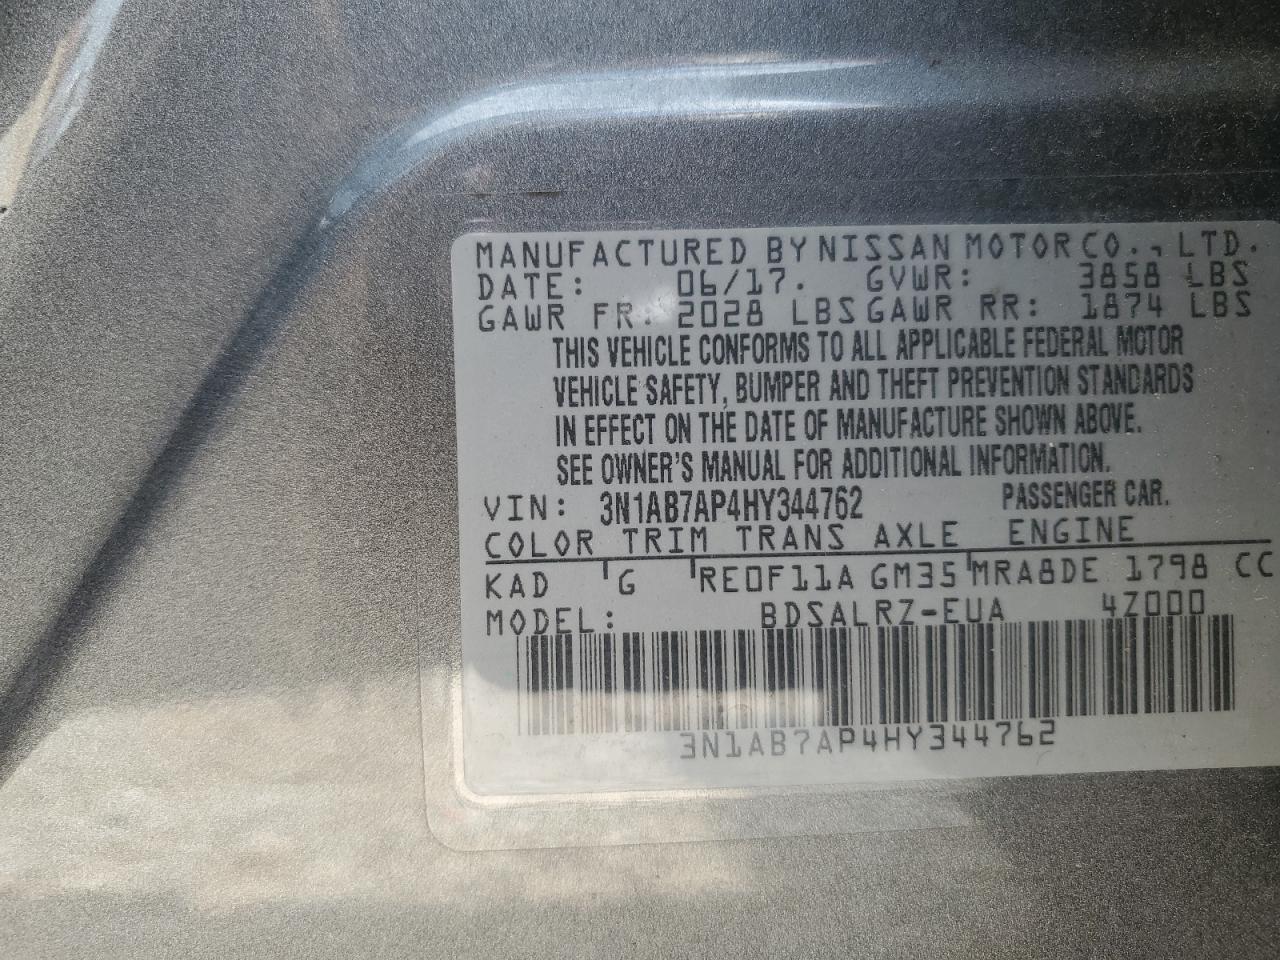 MANUFACTURED BY NISSAN MOTOR CO., LTD.
DATE: 06/17. GVWR: 3858 LBS
GAWR FR: 2028 LBS GAWR RR: 1874 LBS
THIS VEHICLE CONFORMS TO ALL APPLICABLE FEDERAL MOTOR
VEHICLE SAFETY, BUMPER AND THEFT PREVENTION STANDARDS
IN EFFECT ON THE DATE OF MANUFACTURE SHOWN ABOVE.
SEE OWNER'S MANUAL FOR ADDITIONAL INFORMATION.
VIN: 3N1AB7AP4HY344762 PASSENGER CAR.
COLOR TRIM TRANS AXLE ENGINE
KAD G RE0F11A GM35 MRA8DE 1798 CC
MODEL: BDSALRZ-EUA 4Z000
3N1AB7AP4HY344762